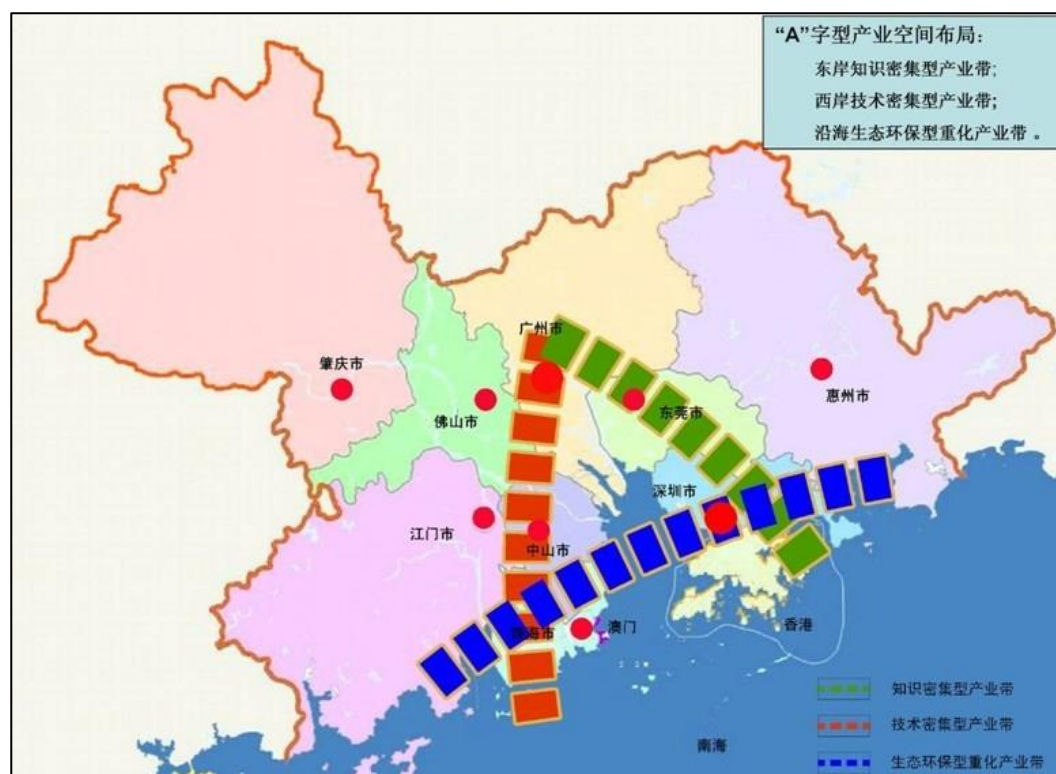 “A”字型产业空间布局：
东岸知识密集型产业带;
西岸技术密集型产业带;
沿海生态环保型重化产业带 。
广州市
肇庆市
惠州市
佛山市
东莞市
深圳市
江门市
中山市
珠海市
澳门
香港
知识密集型产业带
技术密集型产业带
南海
生态环保型重化产业带